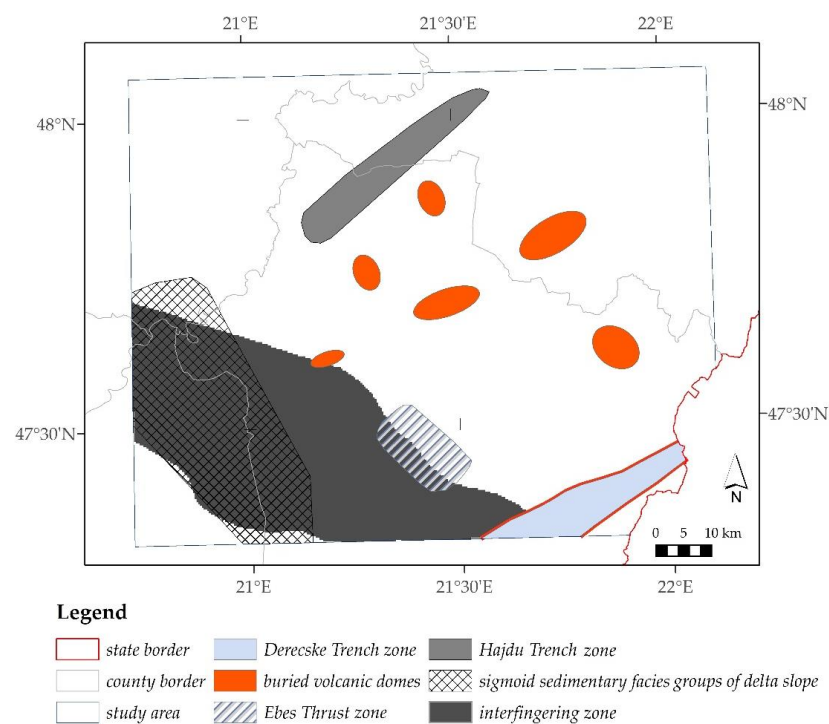 21°E 21°30'E 22°E
48°N 48°N
47°30'N 47°30'N
N
0 5 10 km
21°E 21°30'E 22°E
Legend
state border Derecske Trench zone Hajdu Trench zone
county border buried volcanic domes sigmoid sedimentary facies groups of delta slope
study area Ebes Thrust zone interfingering zone